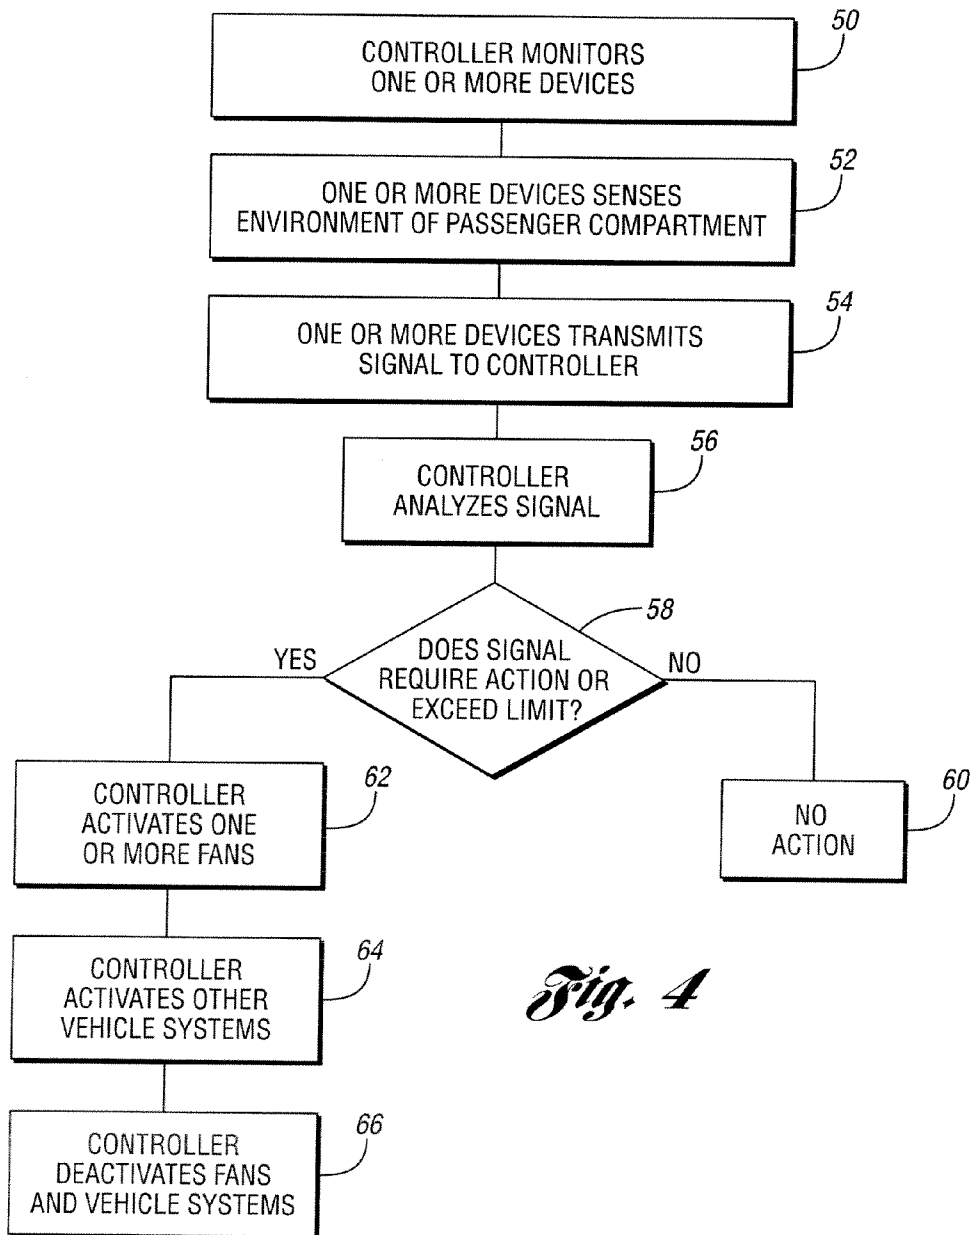 50
CONTROLLER MONITORS
ONE OR MORE DEVICES
52
ONE OR MORE DEVICES SENSES
ENVIRONMENT OF PASSENGER COMPARTMENT
54
ONE OR MORE DEVICES TRANSMITS
SIGNAL TO CONTROLLER
56
CONTROLLER
ANALYZES SIGNAL
58
DOES SIGNAL
REQUIRE ACTION OR
EXCEED LIMIT?
YES
NO
62
CONTROLLER
ACTIVATES ONE
OR MORE FANS
60
NO
ACTION
64
CONTROLLER
ACTIVATES OTHER
VEHICLE SYSTEMS
Fig. 4
66
CONTROLLER
DEACTIVATES FANS
AND VEHICLE SYSTEMS